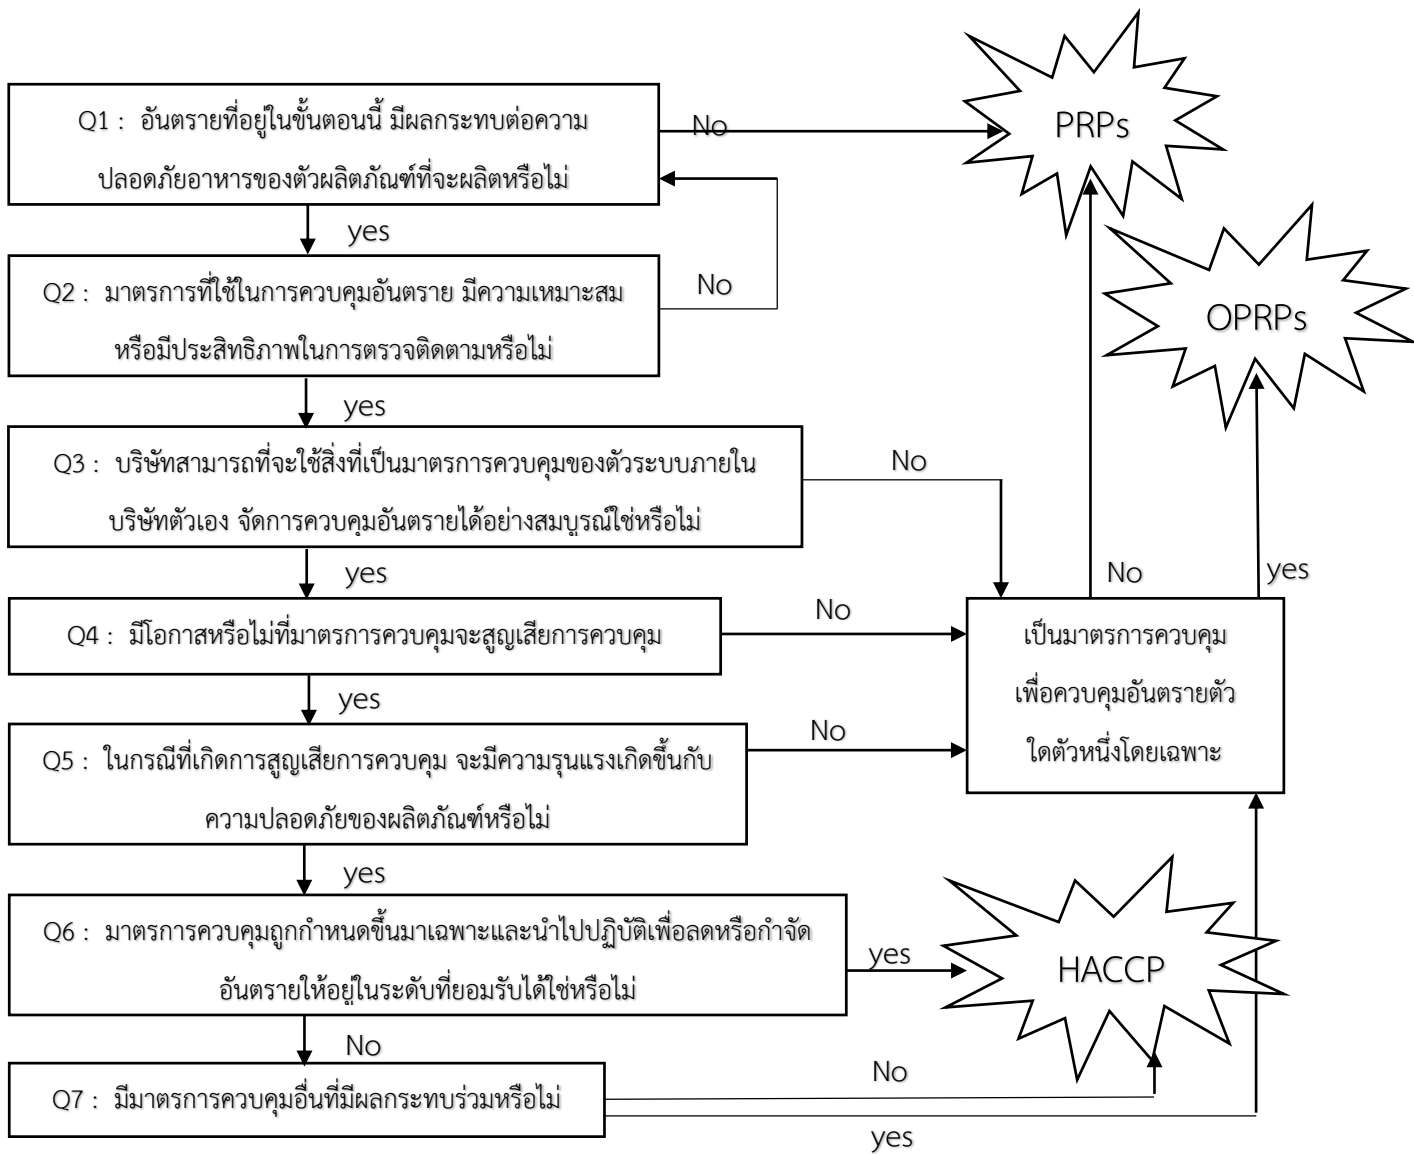 Q1 : อันตรายที่อยู่ในขั้นตอนนี้ มีผลกระทบต่อความ
ปลอดภัยอาหารของตัวผลิตภัณฑ์ที่จะผลิตหรือไม่
No
PRPs
yes
Q2 : มาตรการที่ใช้ในการควบคุมอันตราย มีความเหมาะสม
หรือมีประสิทธิภาพในการตรวจติดตามหรือไม่
No
OPRPs
yes
Q3 : บริษัทสามารถที่จะใช้สิ่งที่เป็นมาตรการควบคุมของตัวระบบภายใน
บริษัทตัวเอง จัดการควบคุมอันตรายได้อย่างสมบูรณ์ใช่หรือไม่
No
yes
No
yes
Q4 : มีโอกาสหรือไม่ที่มาตรการควบคุมจะสูญเสียการควบคุม
No
เป็นมาตรการควบคุม
เพื่อควบคุมอันตรายตัว
ใดตัวหนึ่งโดยเฉพาะ
yes
Q5 : ในกรณีที่เกิดการสูญเสียการควบคุม จะมีความรุนแรงเกิดขึ้นกับ
ความปลอดภัยของผลิตภัณฑ์หรือไม่
No
yes
Q6 : มาตรการควบคุมถูกกำหนดขึ้นมาเฉพาะและนำไปปฏิบัติเพื่อลดหรือกำจัด
อันตรายให้อยู่ในระดับที่ยอมรับได้ใช่หรือไม่
yes
HACCP
No
Q7 : มีมาตรการควบคุมอื่นที่มีผลกระทบร่วมหรือไม่
No
yes